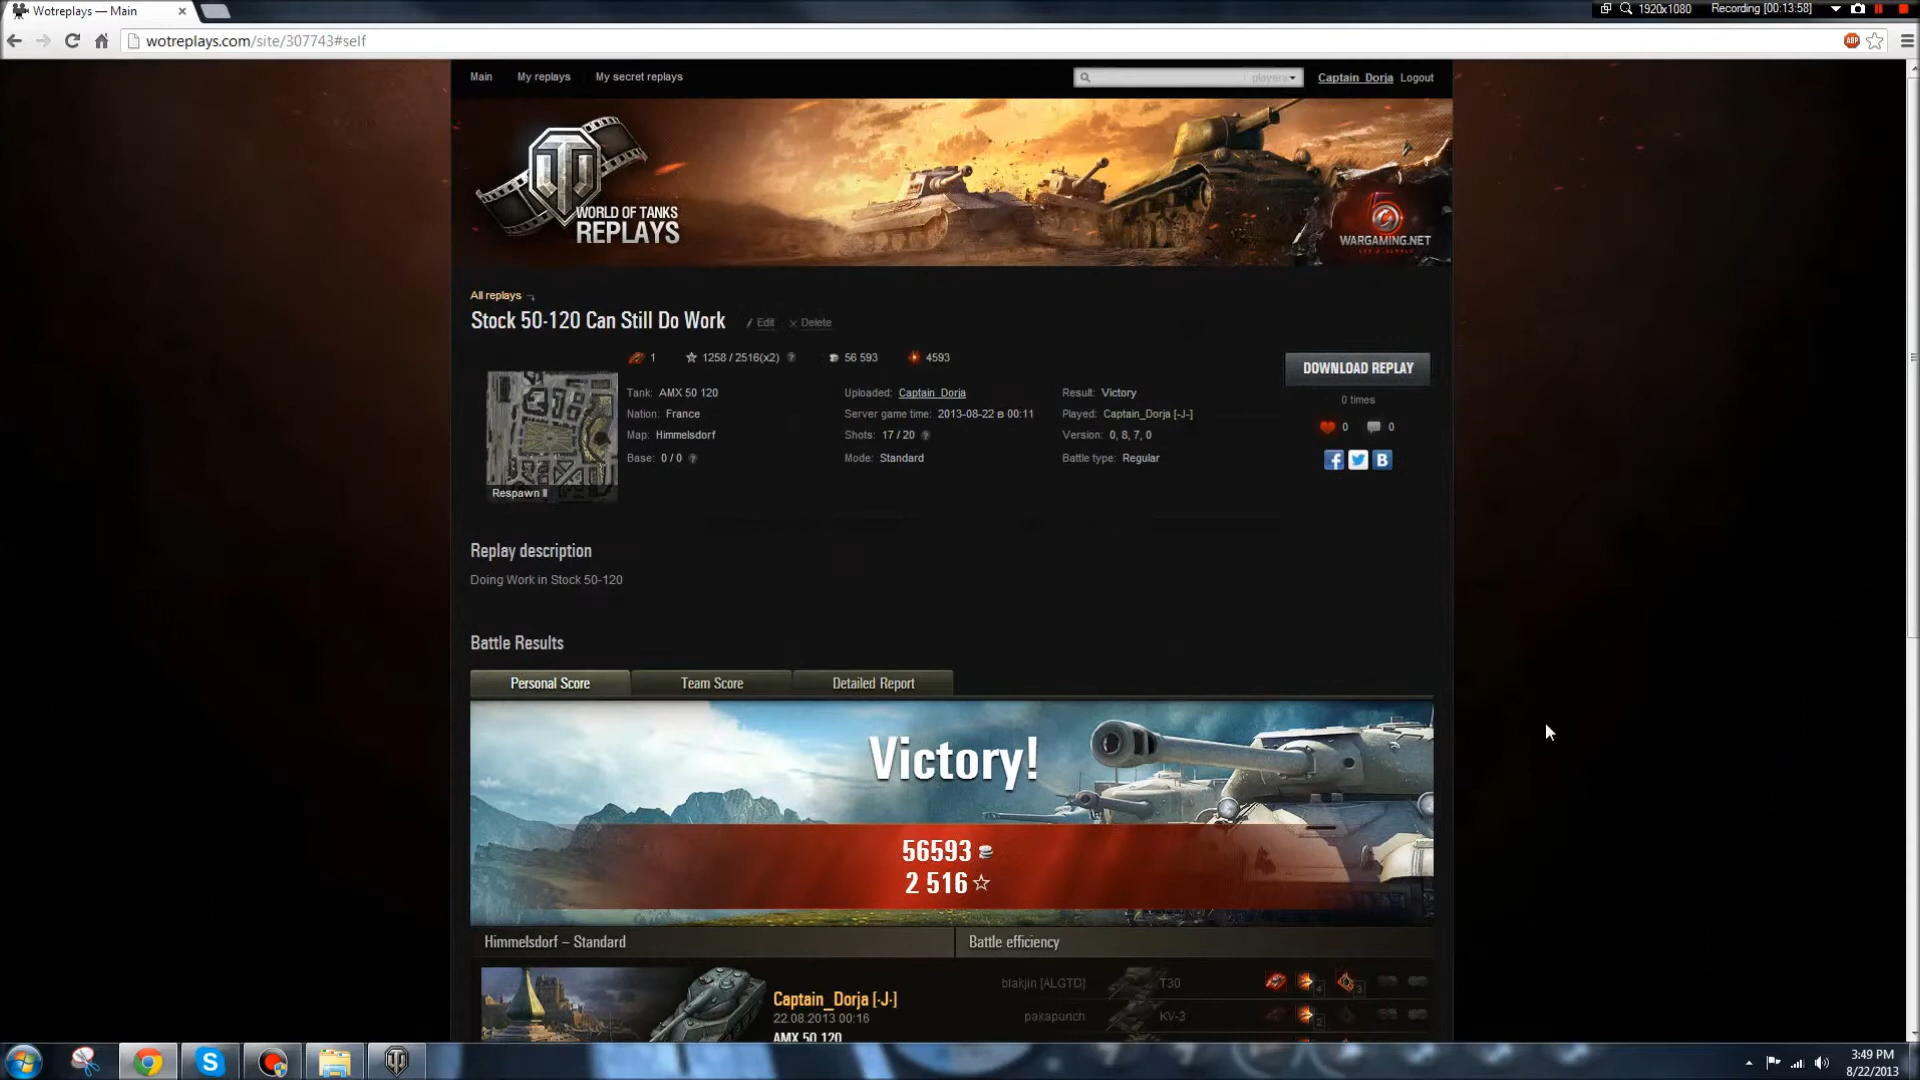 Wotreplays — Main
1920x1080
Recording [00:13:58]
wotreplays.com/site/307743#self
ABP
Main
My replays
My secret replays
players
Captain_Dorja
Logout
WORLD OF TANKS
REPLAYS
WARGAMING.NET
All replays
Stock 50-120 Can Still Do Work
Edit
Delete
1
1258 / 2516(x2)
56 593
4593
DOWNLOAD REPLAY
0 times
0
0
Tank: AMX 50 120
Nation: France
Map: Himmelsdorf
Base: 0 / 0
Uploaded: Captain_Dorja
Server game time: 2013-08-22 в 00:11
Shots: 17 / 20
Mode: Standard
Result: Victory
Played: Captain_Dorja [-J-]
Version: 0, 8, 7, 0
Battle type: Regular
Respawn II
Replay description
Doing Work in Stock 50-120
Battle Results
Personal Score
Team Score
Detailed Report
Victory!
56593
2 516
Himmelsdorf – Standard
Battle efficiency
Captain_Dorja [-J-]
22.08.2013 00:16
AMX 50 120
blakjin [ALGTD]
T30
4
3
pakapunch
KV-3
2
3:49 PM
8/22/2013